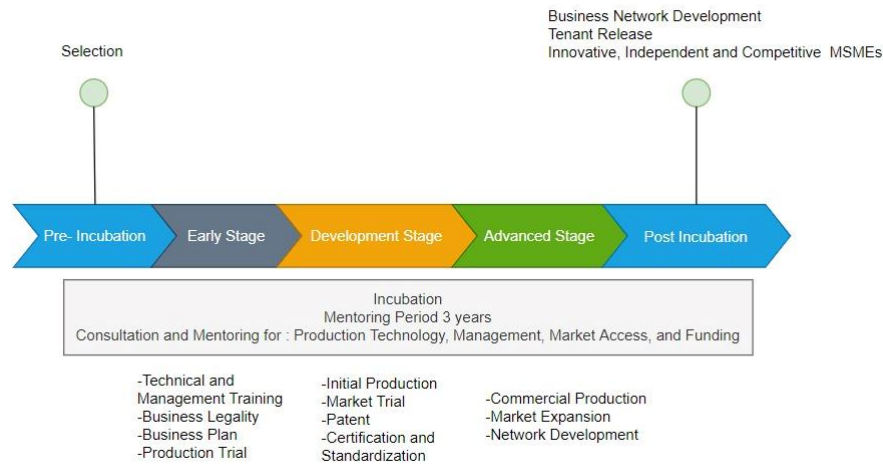 Business Network Development
Tenant Release
Innovative, Independent and Competitive MSMEs
Selection
Pre- Incubation
Early Stage
Development Stage
Advanced Stage
Post Incubation
Incubation
Mentoring Period 3 years
Consultation and Mentoring for : Production Technology, Management, Market Access, and Funding
-Technical and
Management Training
-Business Legality
-Business Plan
-Production Trial
-Initial Production
-Market Trial
-Patent
-Certification and
Standardization
-Commercial Production
-Market Expansion
-Network Development